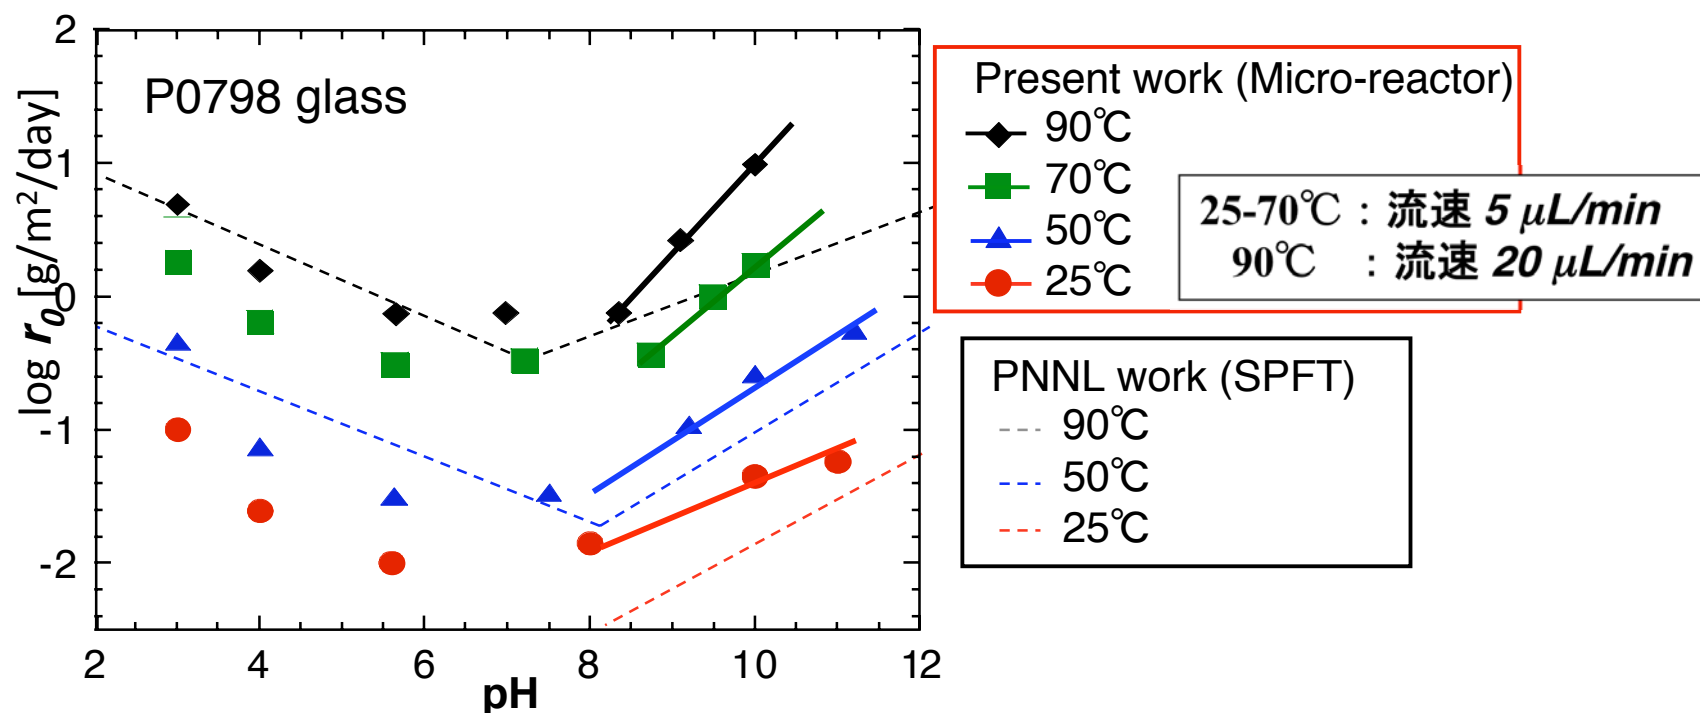 P0798 glass
log r0 [g/m2/day]
2
1
0
-1
-2
2 4 6 8 10 12
pH
Present work (Micro-reactor)
90℃
70℃
50℃
25℃
25-70℃ : 流速 5 μL/min
90℃ : 流速 20 μL/min
PNNL work (SPFT)
90℃
50℃
25℃